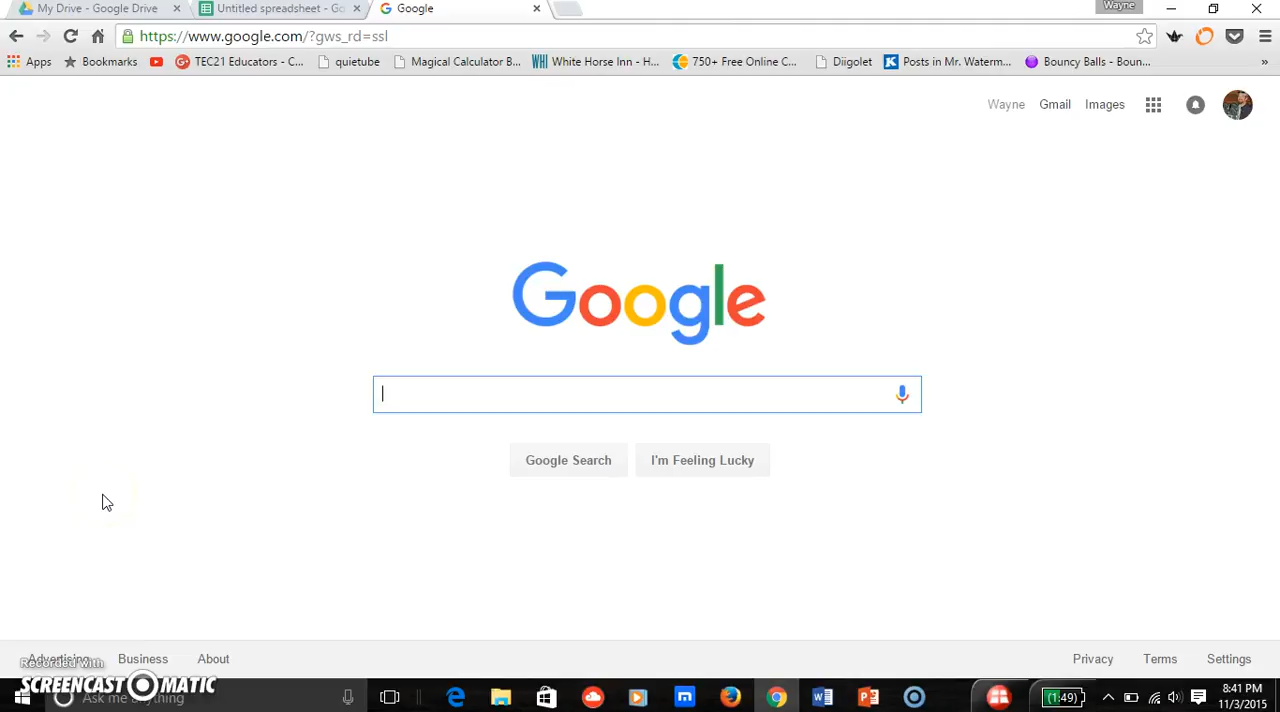 My Drive - Google Drive
Untitled spreadsheet - Go
Google
Wayne
https://www.google.com/?gws_rd=ssl
Apps
Bookmarks
TEC21 Educators - C...
quietube
Magical Calculator B...
WHI White Horse Inn - H...
750+ Free Online C...
Diigolet
K Posts in Mr. Waterm...
Bouncy Balls - Boun...
Wayne Gmail Images
Google
Google Search
I'm Feeling Lucky
Advertising Business About
Privacy Terms Settings
Recorded with
SCREENCAST-O-MATIC
Ask me anything
(1:49)
8:41 PM
11/3/2015